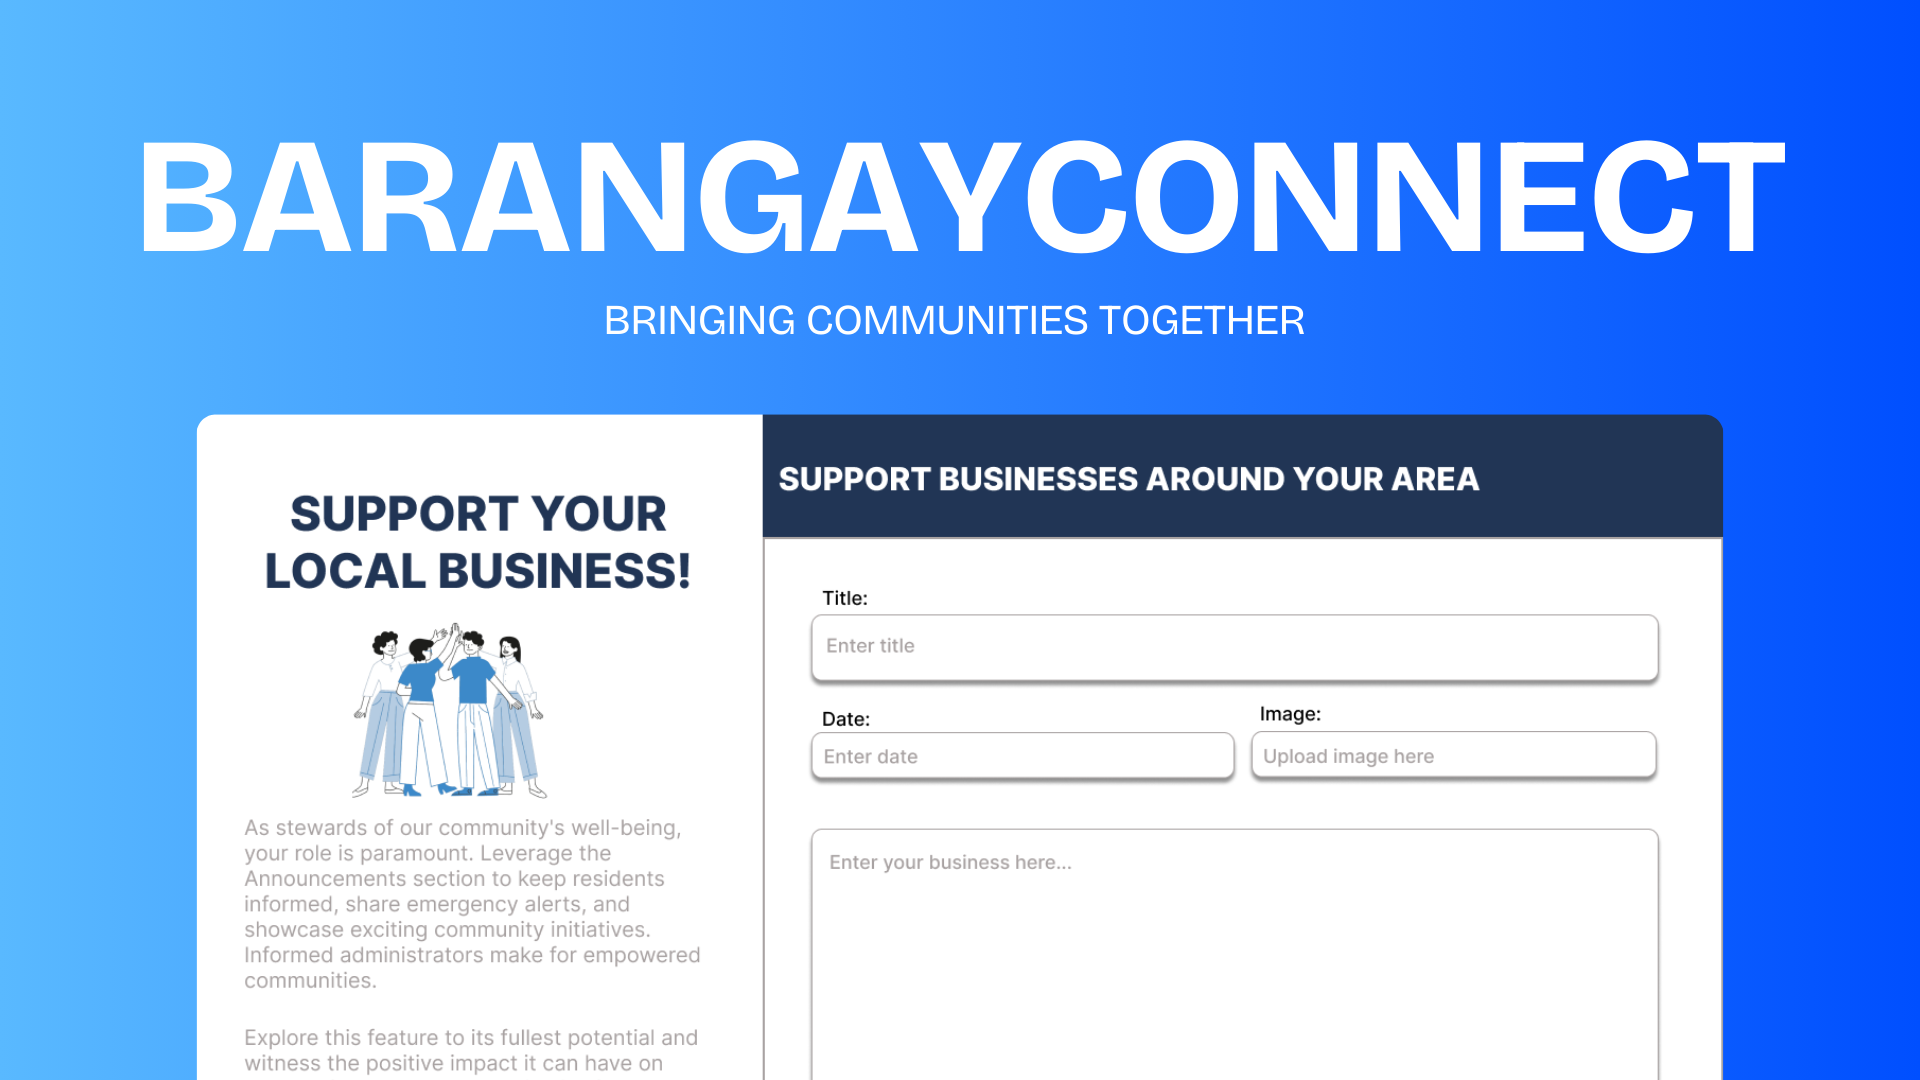 BARANGAYCONNECT
BRINGING COMMUNITIES TOGETHER
SUPPORT YOUR
LOCAL BUSINESS!
As stewards of our community's well-being,
your role is paramount. Leverage the
Announcements section to keep residents
informed, share emergency alerts, and
showcase exciting community initiatives.
Informed administrators make for empowered
communities.
Explore this feature to its fullest potential and
witness the positive impact it can have on
SUPPORT BUSINESSES AROUND YOUR AREA
Title:
Enter title
Date:
Enter date
Image:
Upload image here
Enter your business here...